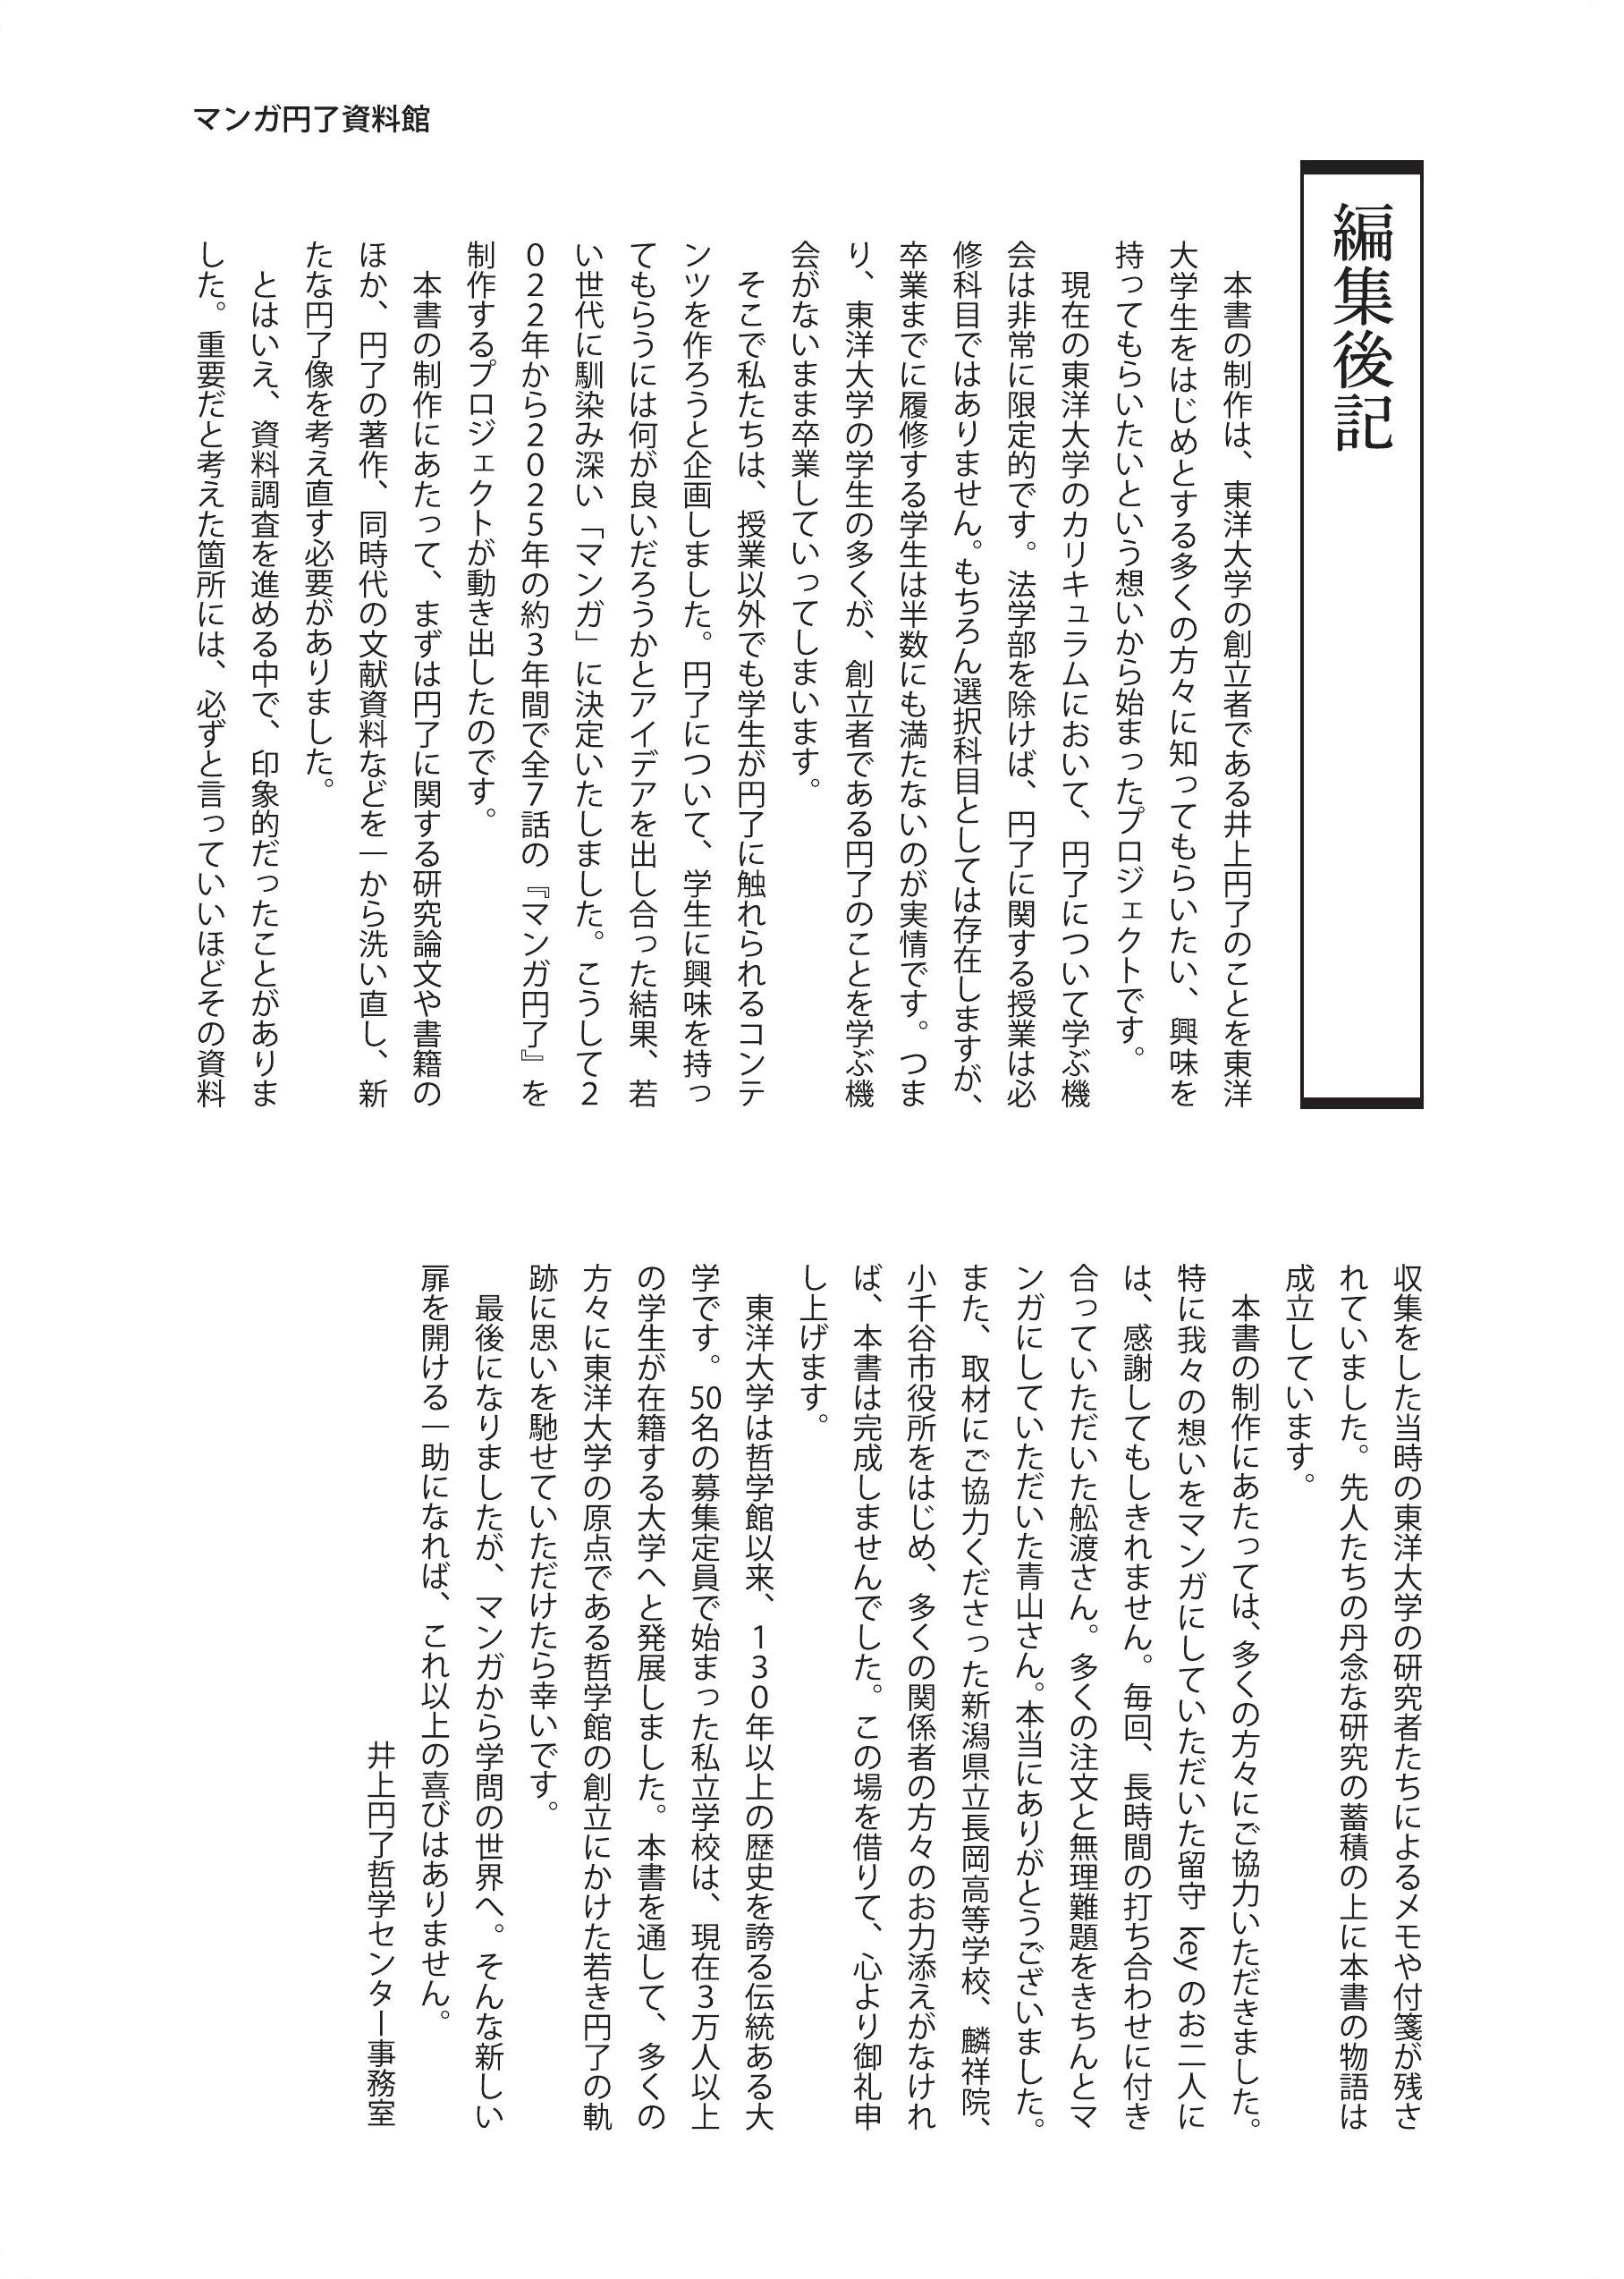 マンガ円了資料館
編集後記
　本書の制作は、東洋大学の創立者である井上円了のことを東洋
大学生をはじめとする多くの方々に知ってもらいたい、興味を
持ってもらいたいという想いから始まったプロジェクトです。
　現在の東洋大学のカリキュラムにおいて、円了について学ぶ機
会は非常に限定的です。法学部を除けば、円了に関する授業は必
修科目ではありません。もちろん選択科目としては存在しますが、
卒業までに履修する学生は半数にも満たないのが実情です。つま
り、東洋大学の学生の多くが、創立者である円了のことを学ぶ機
会がないまま卒業していってしまいます。
　そこで私たちは、授業以外でも学生が円了に触れられるコンテ
ンツを作ろうと企画しました。円了について、学生に興味を持っ
てもらうには何が良いだろうかとアイデアを出し合った結果、若
い世代に馴染み深い「マンガ」に決定いたしました。こうして２
０２２年から２０２５年の約３年間で全７話の『マンガ円了』を
制作するプロジェクトが動き出したのです。
　本書の制作にあたって、まずは円了に関する研究論文や書籍の
ほか、円了の著作、同時代の文献資料などを一から洗い直し、新
たな円了像を考え直す必要がありました。
　とはいえ、資料調査を進める中で、印象的だったことがありま
した。重要だと考えた箇所には、必ずと言っていいほどその資料
収集をした当時の東洋大学の研究者たちによるメモや付箋が残さ
れていました。先人たちの丹念な研究の蓄積の上に本書の物語は
成立しています。
　本書の制作にあたっては、多くの方々にご協力いただきました。
特に我々の想いをマンガにしていただいた留守 key のお二人に
は、感謝してもしきれません。毎回、長時間の打ち合わせに付き
合っていただいた舩渡さん。多くの注文と無理難題をきちんとマ
ンガにしていただいた青山さん。本当にありがとうございました。
また、取材にご協力くださった新潟県立長岡高等学校、麟祥院、
小千谷市役所をはじめ、多くの関係者の方々のお力添えがなけれ
ば、本書は完成しませんでした。この場を借りて、心より御礼申
し上げます。
　東洋大学は哲学館以来、１３０年以上の歴史を誇る伝統ある大
学です。50名の募集定員で始まった私立学校は、現在３万人以上
の学生が在籍する大学へと発展しました。本書を通して、多くの
方々に東洋大学の原点である哲学館の創立にかけた若き円了の軌
跡に思いを馳せていただけたら幸いです。
　最後になりましたが、マンガから学問の世界へ。そんな新しい
扉を開ける一助になれば、これ以上の喜びはありません。
井上円了哲学センター事務室